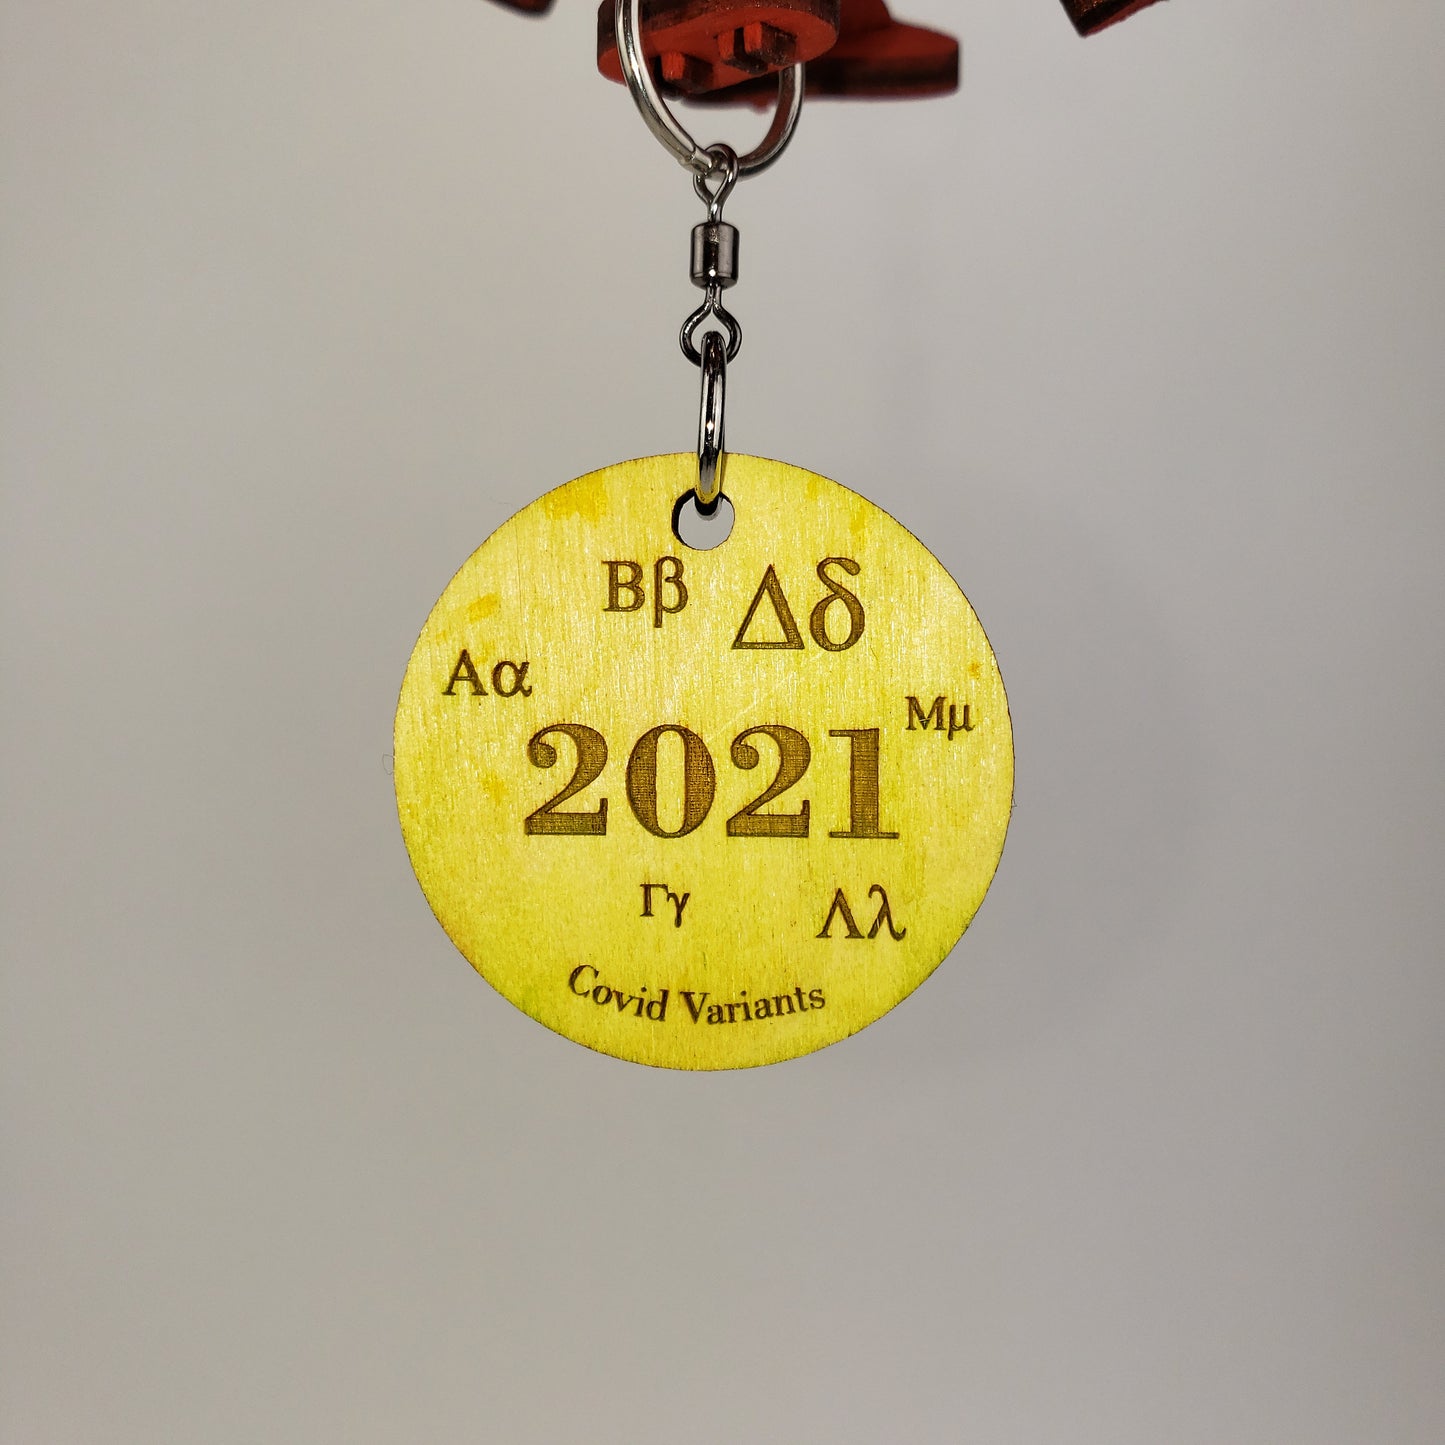 Ββ Δδ
Αα
Μμ
2021
Γγ Λλ
Covid Variants